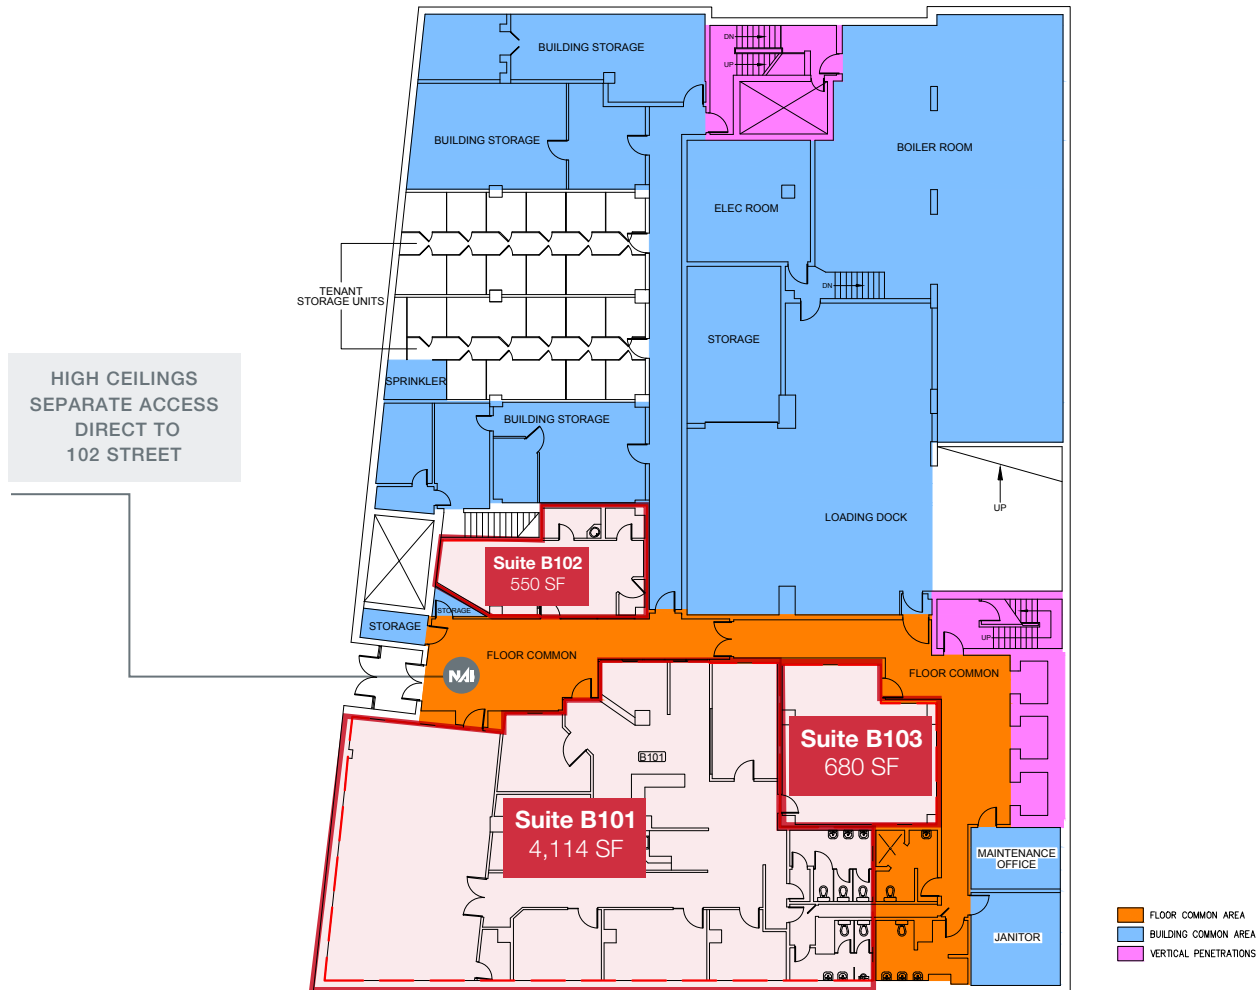 DN
UP
BUILDING STORAGE
BUILDING STORAGE
BOILER ROOM
ELEC ROOM
DN
TENANT
STORAGE UNITS
STORAGE
HIGH CEILINGS
SEPARATE ACCESS
DIRECT TO
102 STREET
SPRINKLER
BUILDING STORAGE
UP
LOADING DOCK
Suite B102
550 SF
STORAGE
STORAGE
UP
FLOOR COMMON
FLOOR COMMON
NAI
Suite B103
680 SF
B101
Suite B101
4,114 SF
MAINTENANCE
OFFICE
JANITOR
FLOOR COMMON AREA
BUILDING COMMON AREA
VERTICAL PENETRATIONS